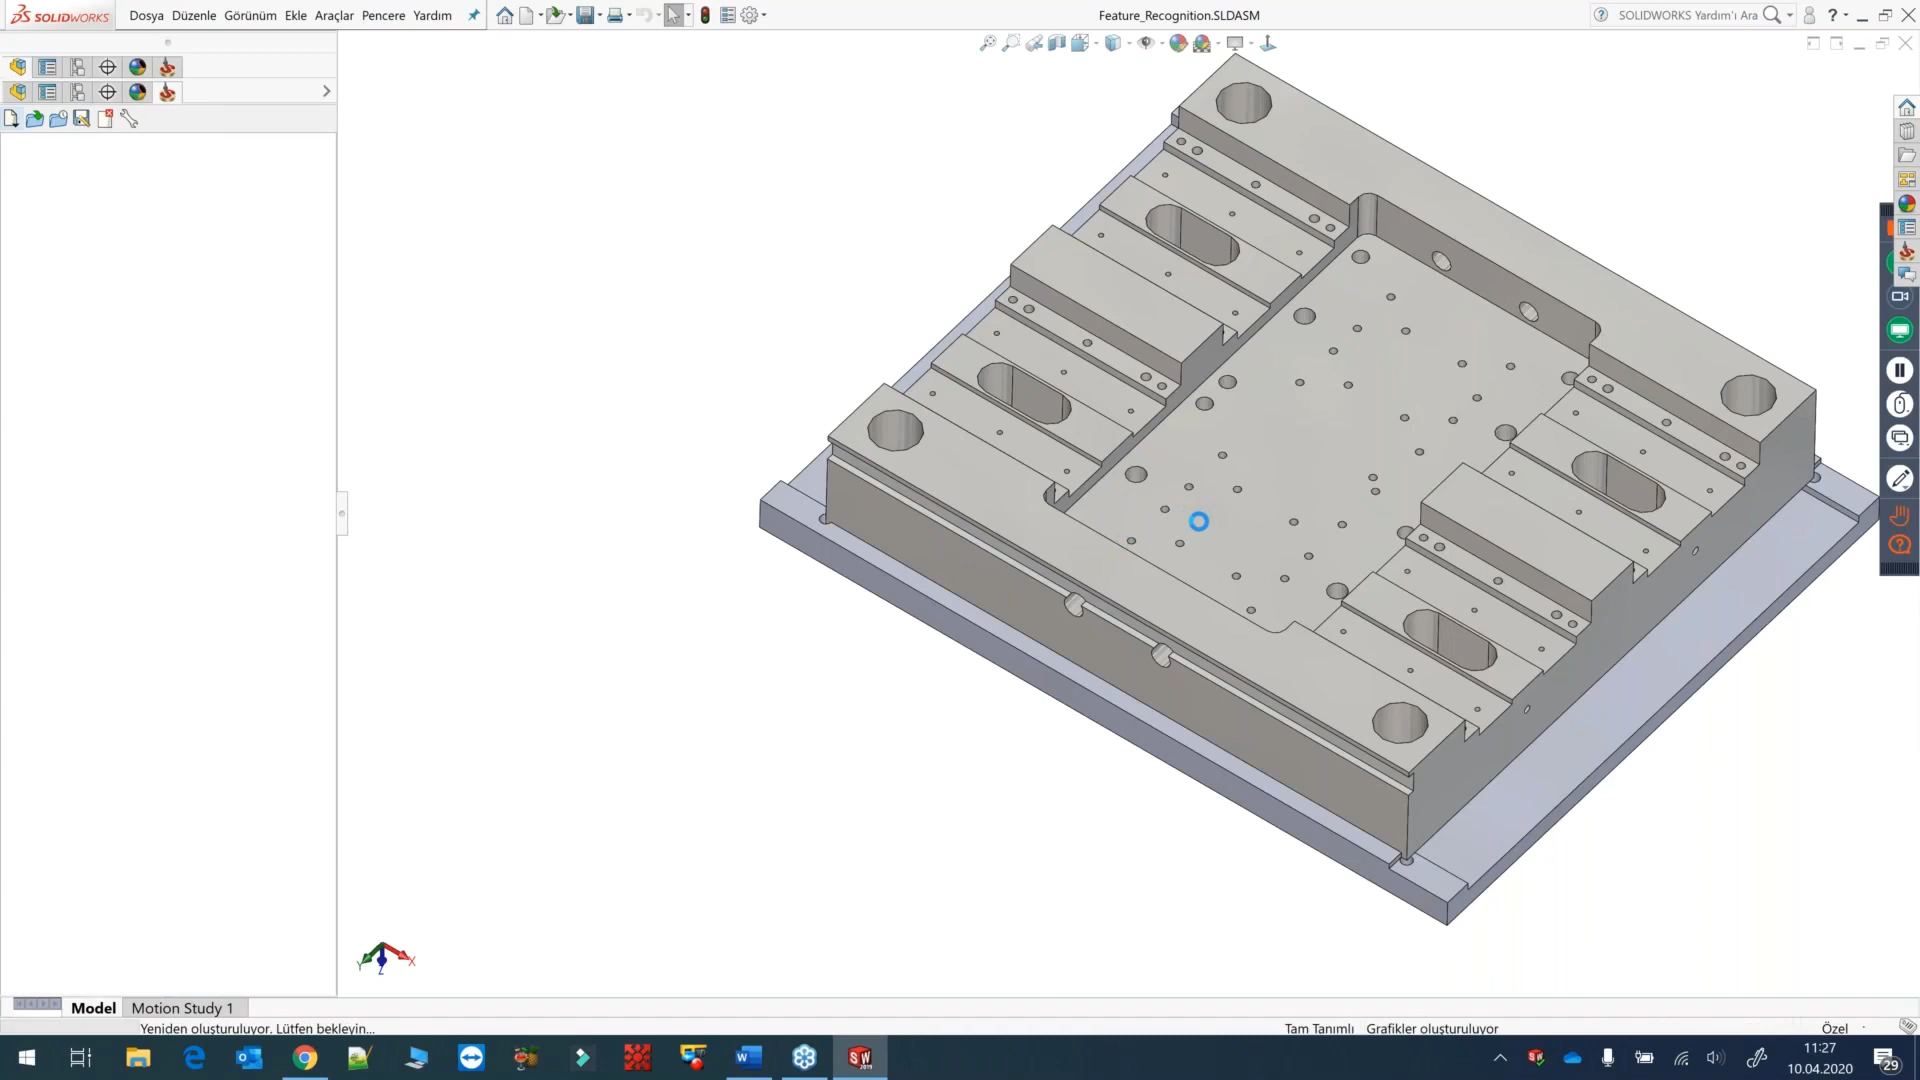 SOLIDWORKS Dosya Düzenle Görünüm Ekle Araçlar Pencere Yardım Feature_Recognition.SLDASM SOLIDWORKS Yardım'ı Ara
Y X
Z
Model Motion Study 1
Yeniden oluşturuluyor. Lütfen bekleyin... Tam Tanımlı Grafikler oluşturuluyor Özel
11:27
10.04.2020
29